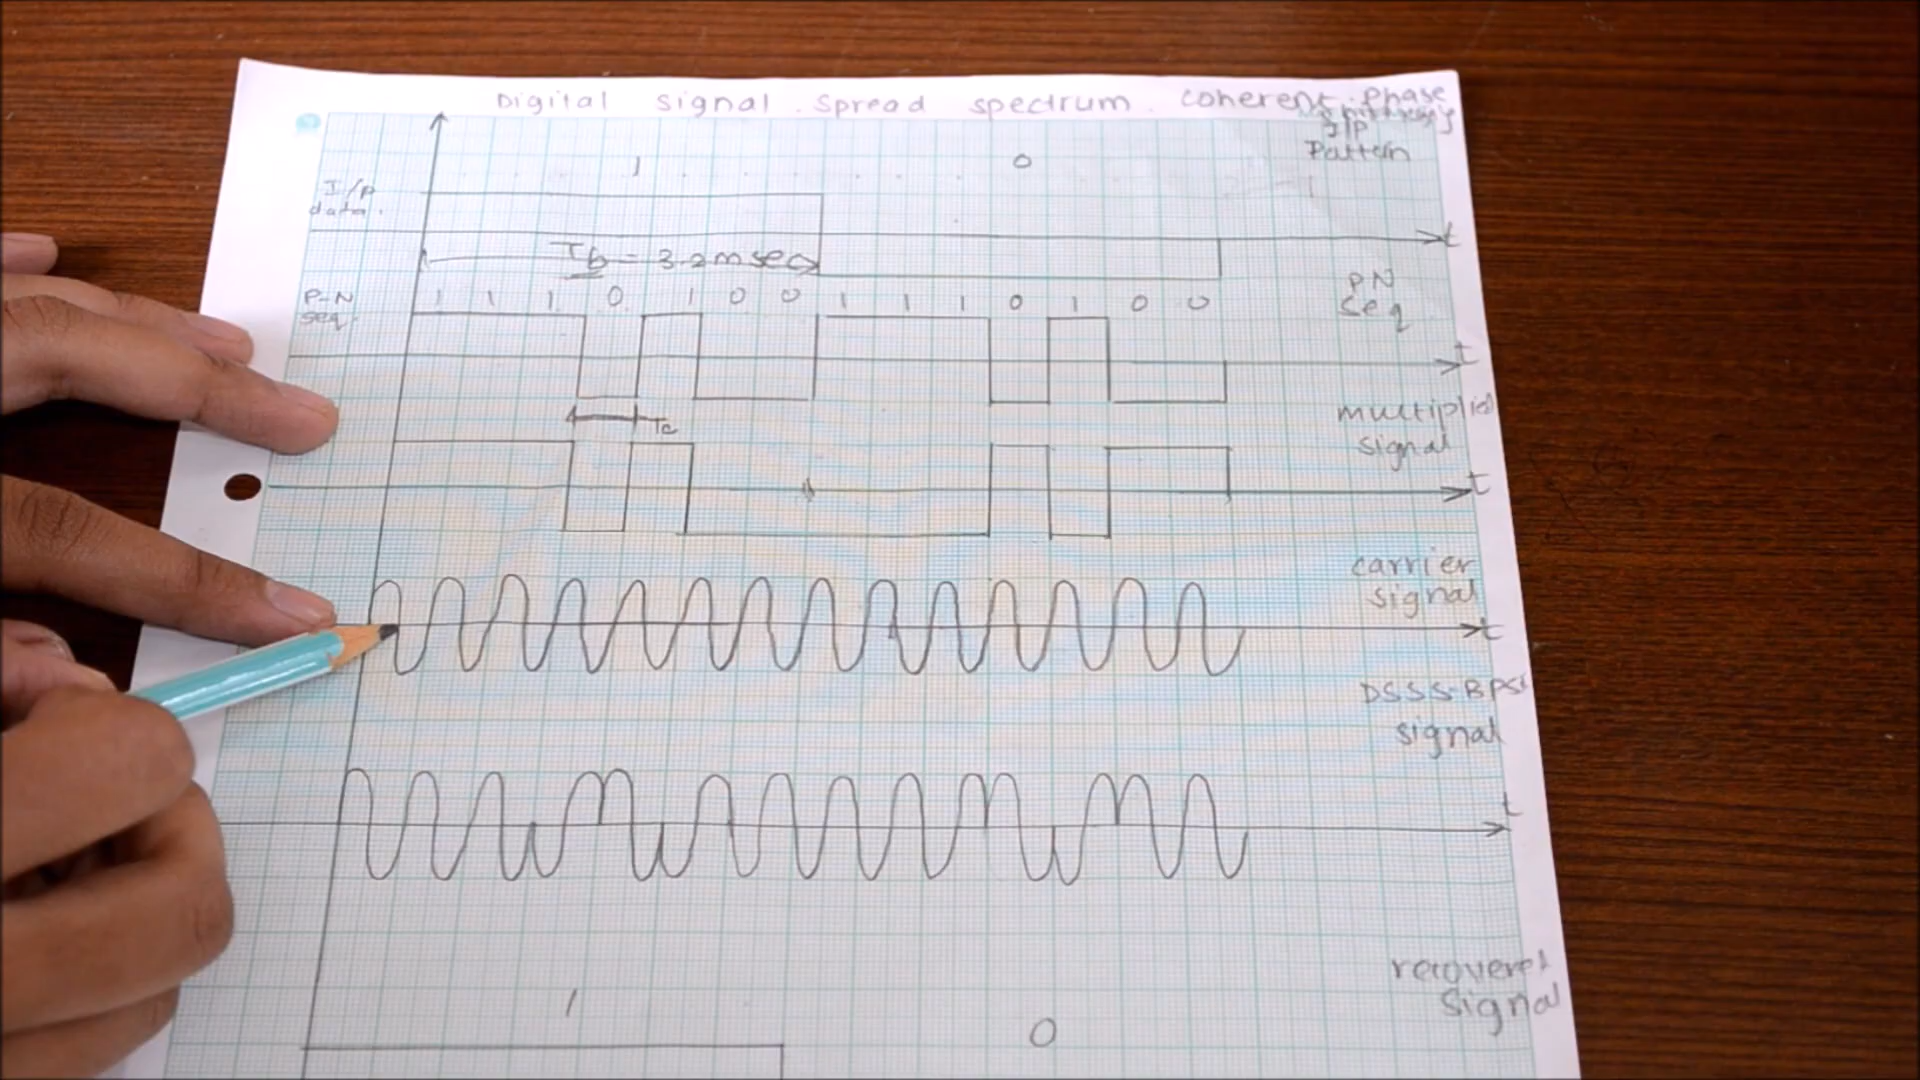 Digital signal . Spread spectrum . coherent phase
I/P
Pattern
1 0
I/P
data.
t
Tb = 3.2msec
P-N
seq.
1 1 1 0 1 0 0 1 1 1 0 1 0 0
PN
Seq
t
Tc
multiplied
signal
t
carrier
signal
t
DSSS-BPSK
signal
t
recovered
signal
1 0